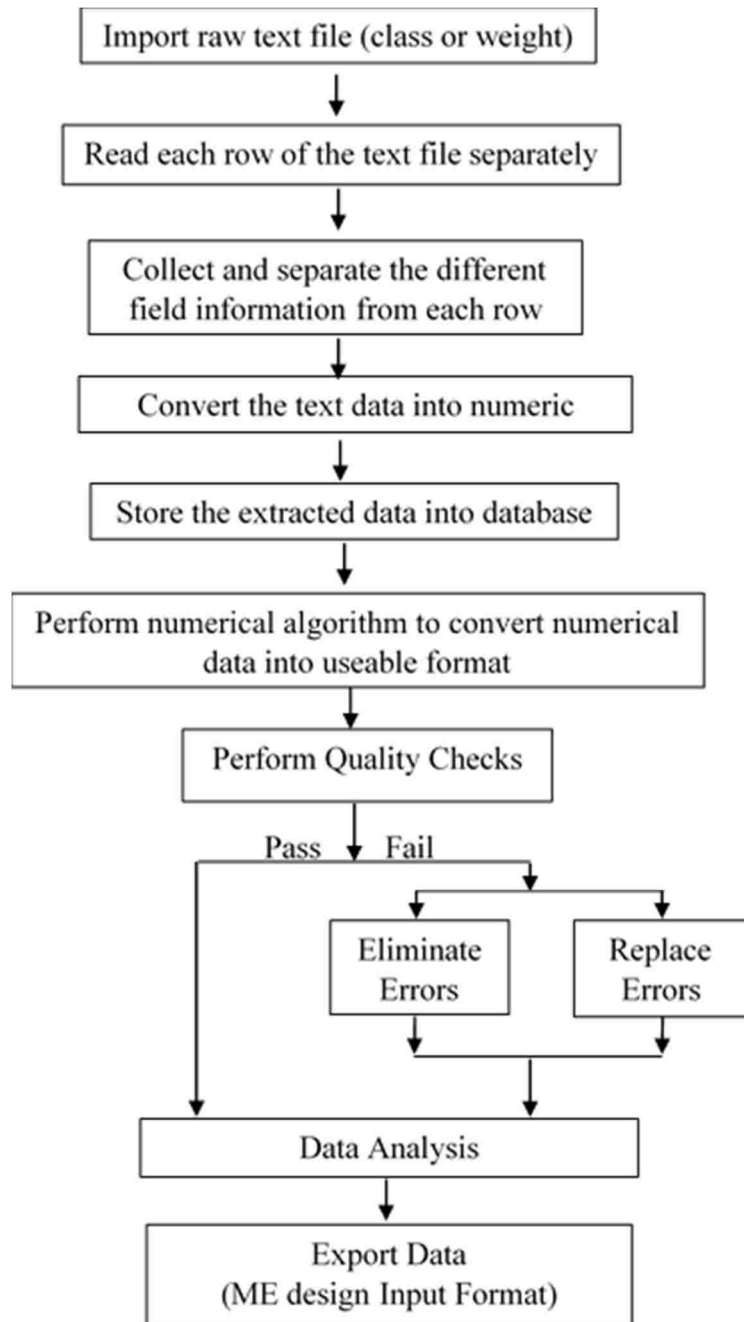 Import raw text file (class or weight)
Read each row of the text file separately
Collect and separate the different
field information from each row
Convert the text data into numeric
Store the extracted data into database
Perform numerical algorithm to convert numerical
data into useable format
Perform Quality Checks
Pass Fail
Eliminate
Errors
Replace
Errors
Data Analysis
Export Data
(ME design Input Format)